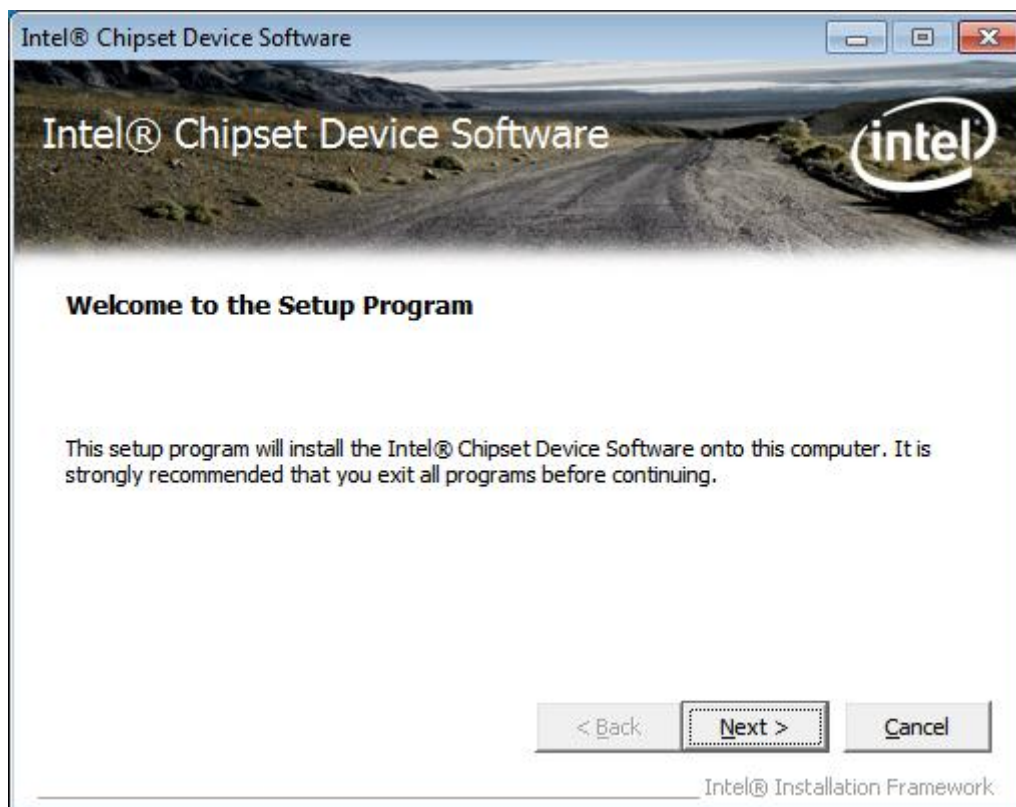 Intel® Chipset Device Software
Intel® Chipset Device Software
intel®
Welcome to the Setup Program
This setup program will install the Intel® Chipset Device Software onto this computer. It is
strongly recommended that you exit all programs before continuing.
< Back Next > Cancel
Intel® Installation Framework